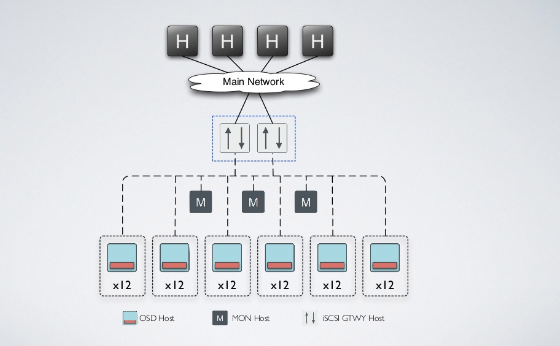 H H H H
Main Network
M M M
x12 x12 x12 x12 x12 x12
OSD Host M MON Host iSCSI GTWY Host